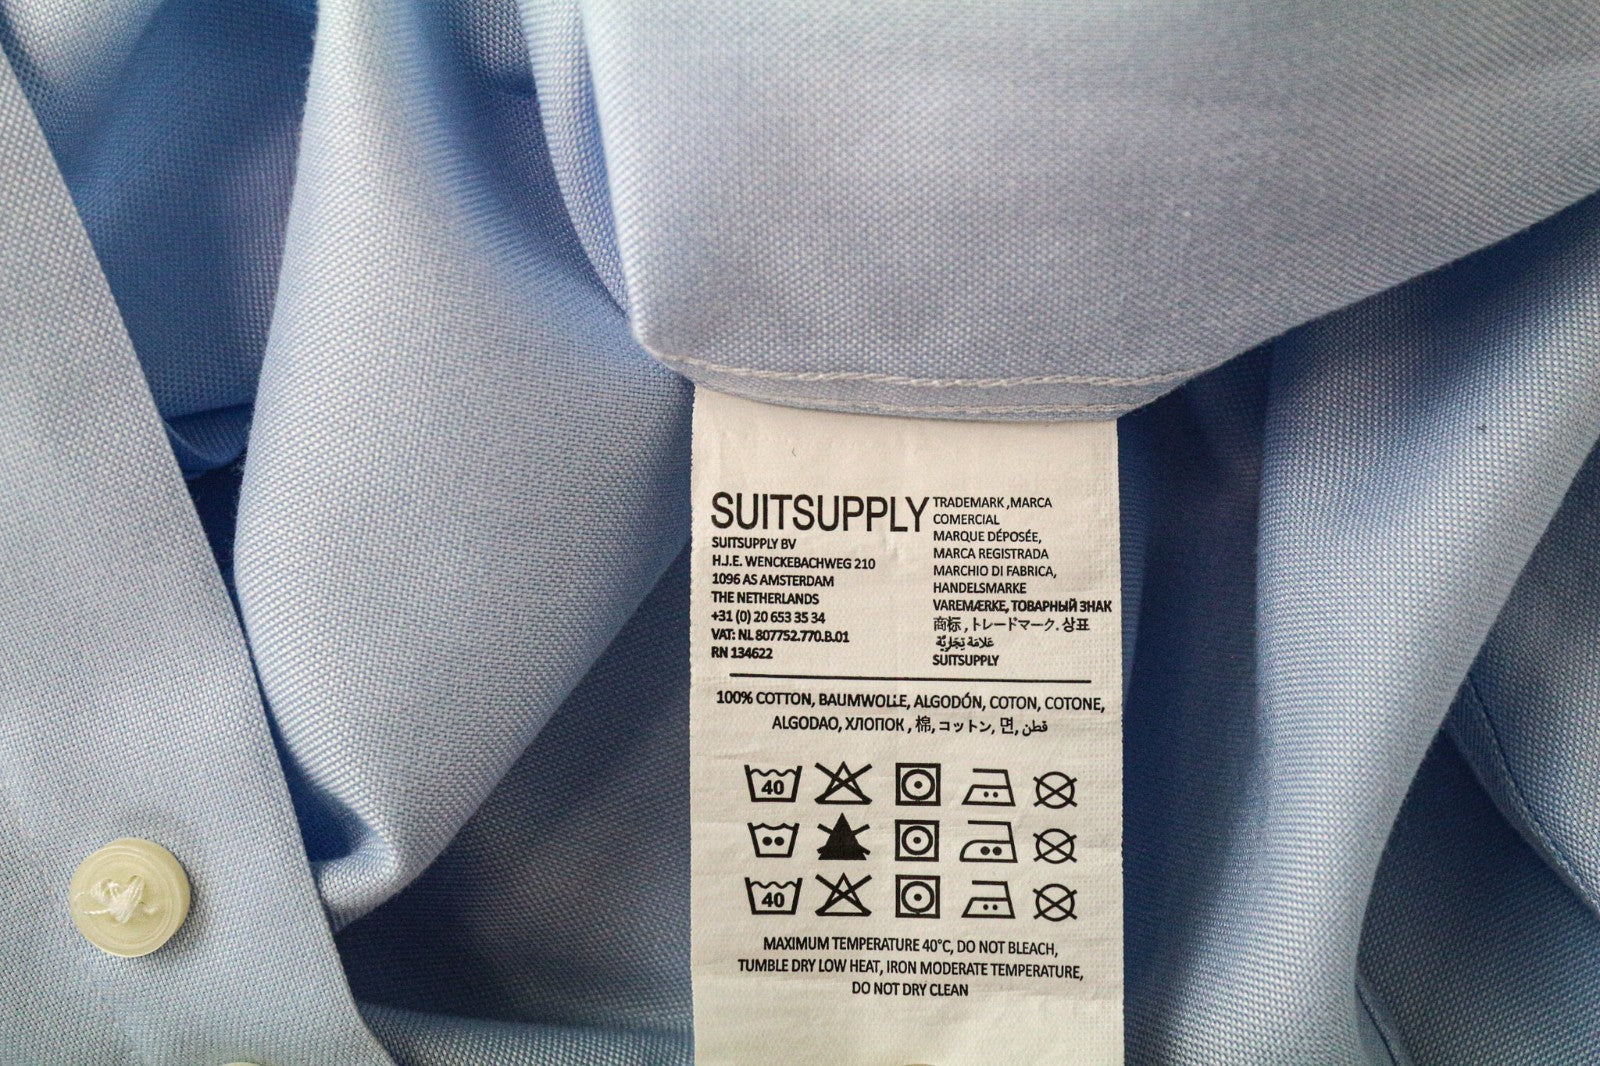 SUITSUPPLY
SUITSUPPLY BV
H.J.E. WENCKEBACHWEG 210
1096 AS AMSTERDAM
THE NETHERLANDS
+31 (0) 20 653 35 34
VAT: NL 807752.770.B.01
RN 134622
TRADEMARK ,MARCA
COMERCIAL
MARQUE DÉPOSÉE,
MARCA REGISTRADA
MARCHIO DI FABRICA,
HANDELSMARKE
VAREMÆRKE, ТОВАРНЫЙ ЗНАК
商标 , トレードマーク. 상표
عَلامَة تِجَارِيَّة
SUITSUPPLY
100% COTTON, BAUMWOLLE, ALGODÓN, COTON, COTONE,
ALGODAO, ХЛОПОК , 棉, コットン, 면, قطن
40
40
MAXIMUM TEMPERATURE 40°C, DO NOT BLEACH,
TUMBLE DRY LOW HEAT, IRON MODERATE TEMPERATURE,
DO NOT DRY CLEAN